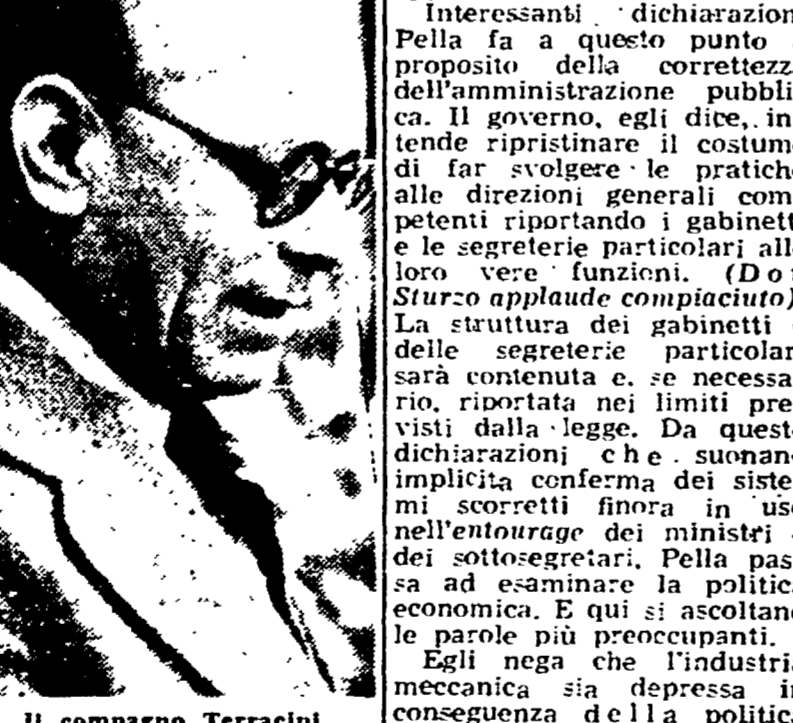 Interessanti dichiarazion
Pella fa a questo punto
proposito della correttezz
dell'amministrazione pubbli
ca. Il governo, egli dice, in
tende ripristinare il costum
di far svolgere le pratich
alle direzioni generali com
petenti riportando i gabinett
e le segreterie particolari all
loro vere funzioni. (Do
Sturzo applaude compiaciuto)
La struttura dei gabinetti
delle segreterie particolar
sarà contenuta e, se necessa
rio, riportata nei limiti pre
visti dalla legge. Da quest
dichiarazioni che suonan
implicita conferma dei siste
mi scorretti finora in us
nell'entourage dei ministri
dei sottosegretari, Pella pas
sa ad esaminare la politic
economica. E qui si ascoltan
le parole più preoccupanti.
Egli nega che l'industri
meccanica sia depressa i
conseguenza della politic
Il compagno Terracini